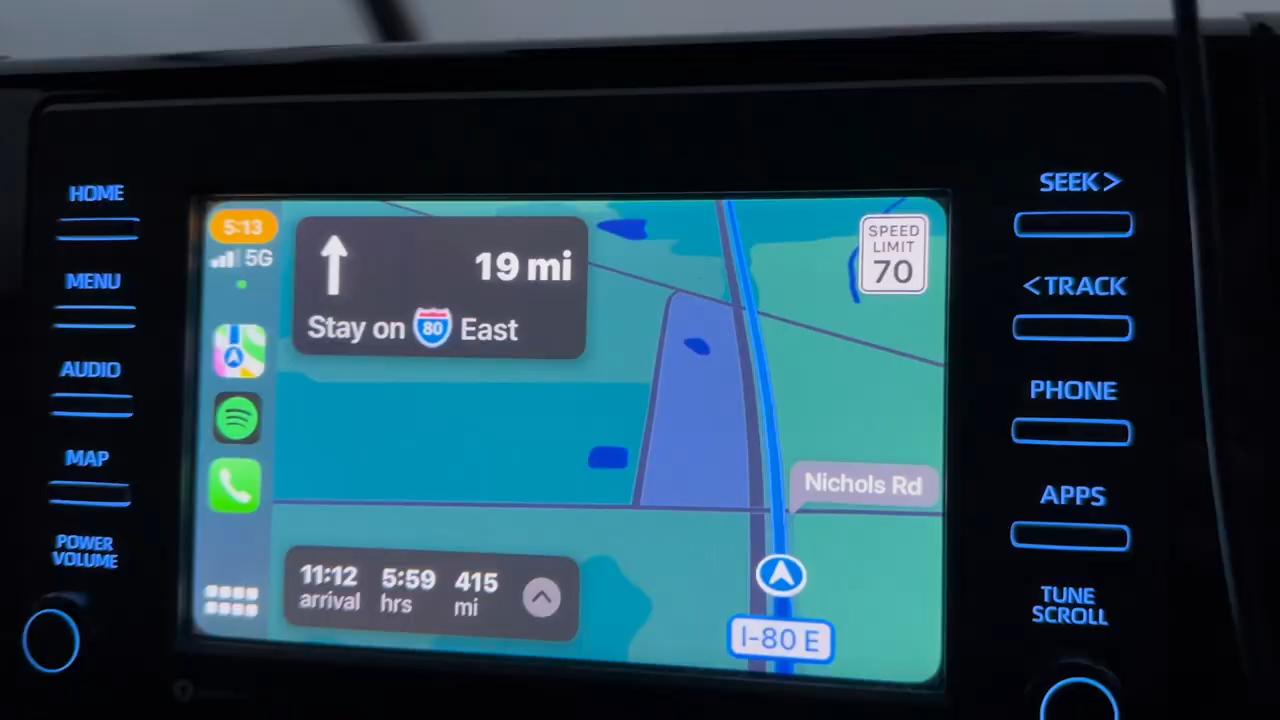 HOME
MENU
AUDIO
MAP
POWER
VOLUME
5:13
5G
19 mi
Stay on 80 East
SPEED
LIMIT
70
Nichols Rd
11:12 5:59 415
arrival hrs mi
I-80 E
SEEK >
< TRACK
PHONE
APPS
TUNE
SCROLL